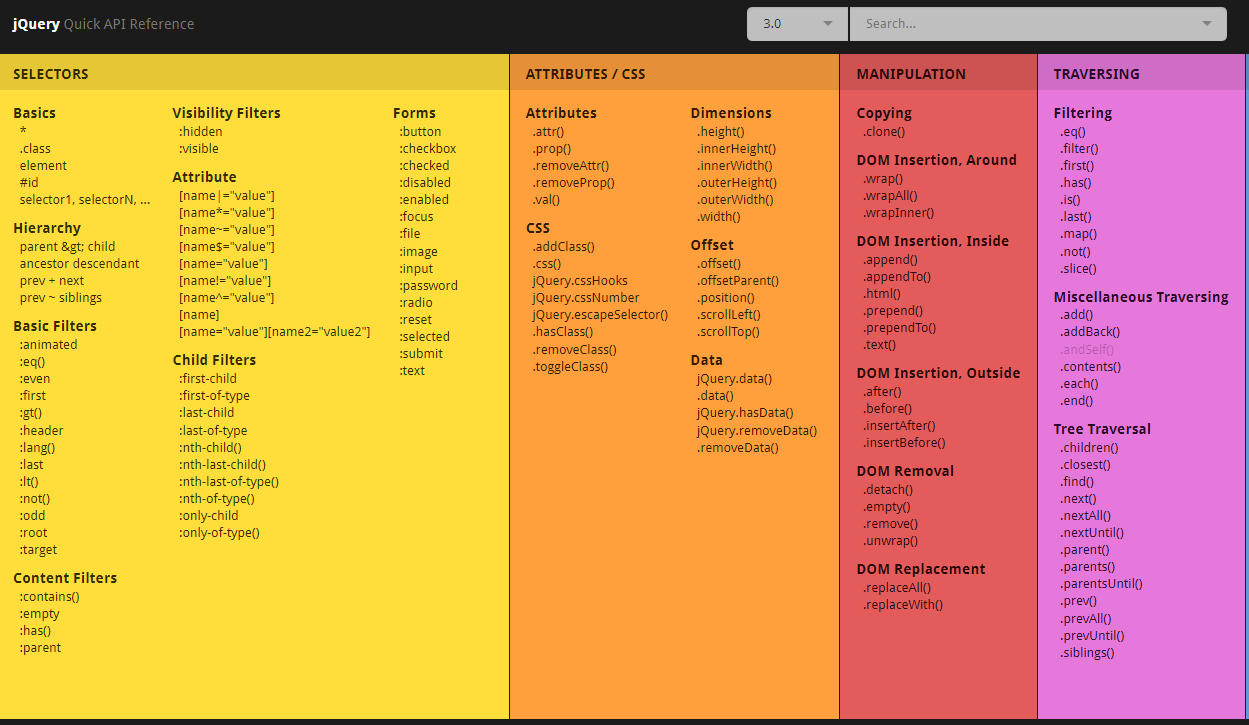 jQuery Quick API Reference
3.0
Search...
SELECTORS
Basics
*
.class
element
#id
selector1, selectorN, ...
Hierarchy
parent &gt; child
ancestor descendant
prev + next
prev ~ siblings
Basic Filters
:animated
:eq()
:even
:first
:gt()
:header
:lang()
:last
:lt()
:not()
:odd
:root
:target
Content Filters
:contains()
:empty
:has()
:parent
Visibility Filters
:hidden
:visible
Attribute
[name|="value"]
[name*="value"]
[name~="value"]
[name$="value"]
[name="value"]
[name!="value"]
[name^="value"]
[name]
[name="value"][name2="value2"]
Child Filters
:first-child
:first-of-type
:last-child
:last-of-type
:nth-child()
:nth-last-child()
:nth-last-of-type()
:nth-of-type()
:only-child
:only-of-type()
Forms
:button
:checkbox
:checked
:disabled
:enabled
:focus
:file
:image
:input
:password
:radio
:reset
:selected
:submit
:text
ATTRIBUTES / CSS
Attributes
.attr()
.prop()
.removeAttr()
.removeProp()
.val()
CSS
.addClass()
.css()
jQuery.cssHooks
jQuery.cssNumber
jQuery.escapeSelector()
.hasClass()
.removeClass()
.toggleClass()
Dimensions
.height()
.innerHeight()
.innerWidth()
.outerHeight()
.outerWidth()
.width()
Offset
.offset()
.offsetParent()
.position()
.scrollLeft()
.scrollTop()
Data
jQuery.data()
.data()
jQuery.hasData()
jQuery.removeData()
.removeData()
MANIPULATION
Copying
.clone()
DOM Insertion, Around
.wrap()
.wrapAll()
.wrapInner()
DOM Insertion, Inside
.append()
.appendTo()
.html()
.prepend()
.prependTo()
.text()
DOM Insertion, Outside
.after()
.before()
.insertAfter()
.insertBefore()
DOM Removal
.detach()
.empty()
.remove()
.unwrap()
DOM Replacement
.replaceAll()
.replaceWith()
TRAVERSING
Filtering
.eq()
.filter()
.first()
.has()
.is()
.last()
.map()
.not()
.slice()
Miscellaneous Traversing
.add()
.addBack()
.andSelf()
.contents()
.each()
.end()
Tree Traversal
.children()
.closest()
.find()
.next()
.nextAll()
.nextUntil()
.parent()
.parents()
.parentsUntil()
.prev()
.prevAll()
.prevUntil()
.siblings()